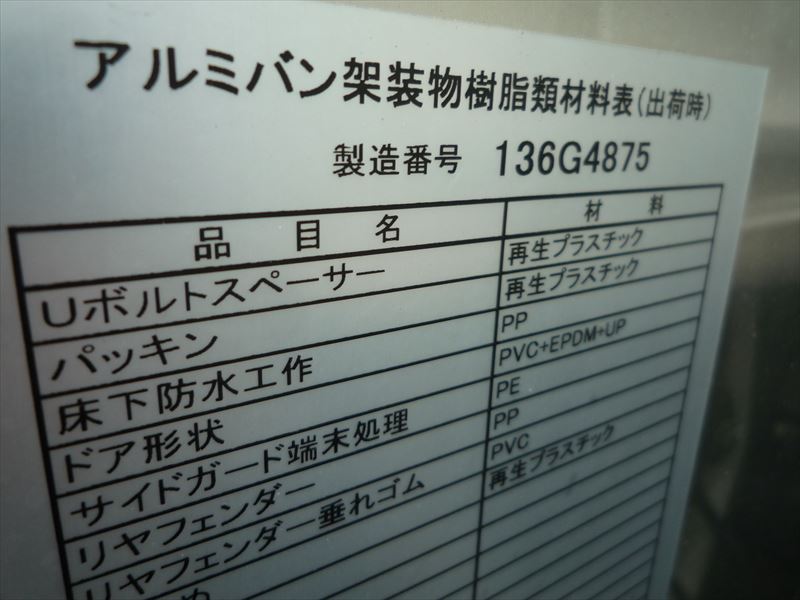 アルミバン架装物樹脂類材料表(出荷時)
製造番号 136G4875
品目名 材料
Uボルトスペーサー 再生プラスチック
パッキン 再生プラスチック
床下防水工作 PP
ドア形状 PVC+EPDM+UP
サイドガード端末処理 PE
リヤフェンダー PP
リヤフェンダー垂れゴム PVC
再生プラスチック